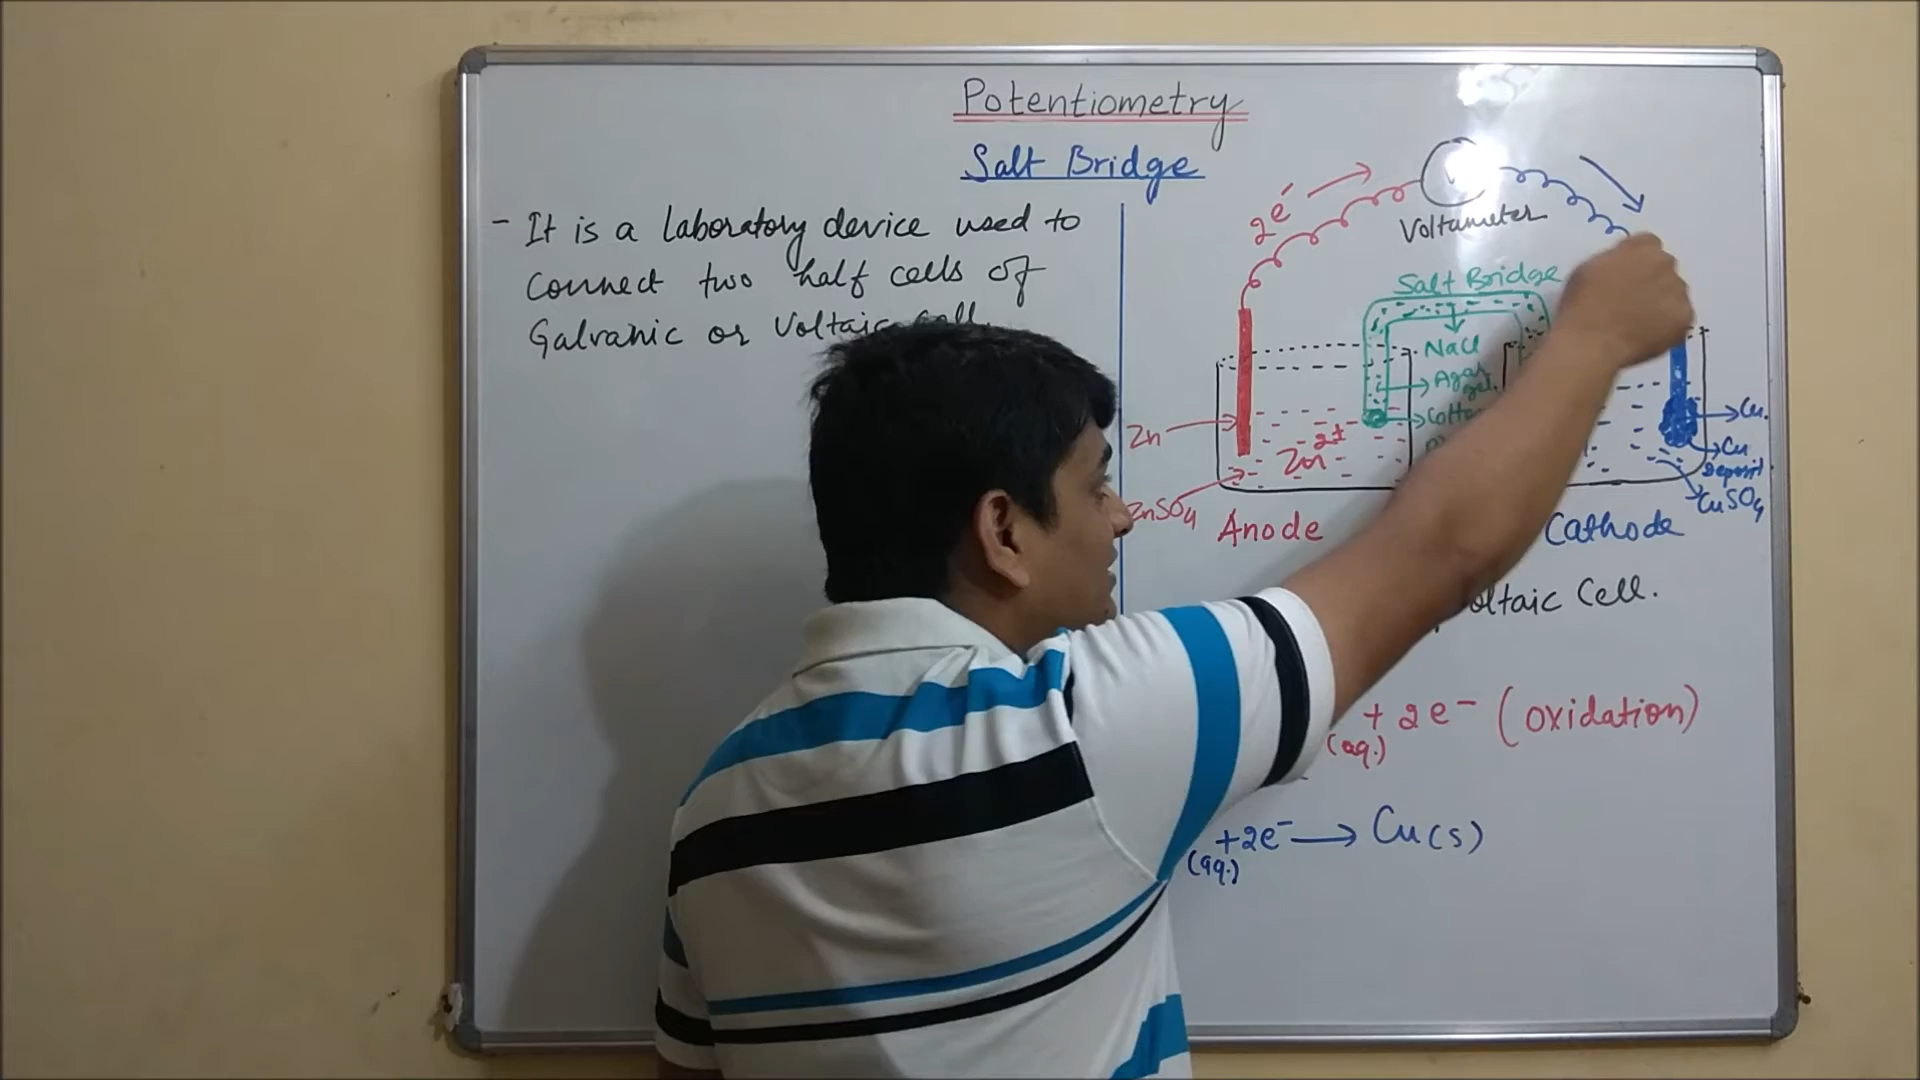 Potentiometry
Salt Bridge
- It is a laboratory device used to
connect two half cells of
Galvanic or Voltaic Cell.
2e-
Voltameter
Salt Bridge
NaCl
Agar
gel.
Cotton
Zn
Zn2+
ZnSO4
Cu.
Cu
Deposit
CuSO4
Anode
Cathode
Cell.
+ 2e- (oxidation)
(aq.)
+2e- → Cu(s)
(aq.)